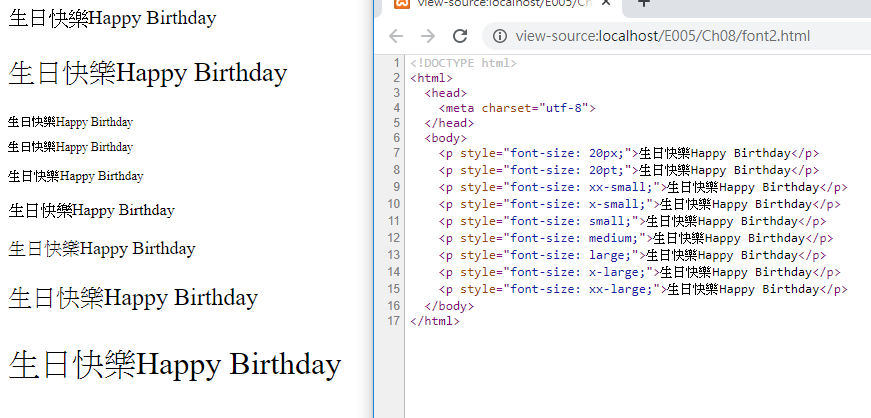 生日快樂Happy Birthday
生日快樂Happy Birthday
生日快樂Happy Birthday
生日快樂Happy Birthday
生日快樂Happy Birthday
生日快樂Happy Birthday
生日快樂Happy Birthday
生日快樂Happy Birthday
生日快樂Happy Birthday
view-source:localhost/E005/Ch
view-source:localhost/E005/Ch08/font2.html
1 <!DOCTYPE html>
2 <html>
3 <head>
4 <meta charset="utf-8">
5 </head>
6 <body>
7 <p style="font-size: 20px;">生日快樂Happy Birthday</p>
8 <p style="font-size: 20pt;">生日快樂Happy Birthday</p>
9 <p style="font-size: xx-small;">生日快樂Happy Birthday</p>
10 <p style="font-size: x-small;">生日快樂Happy Birthday</p>
11 <p style="font-size: small;">生日快樂Happy Birthday</p>
12 <p style="font-size: medium;">生日快樂Happy Birthday</p>
13 <p style="font-size: large;">生日快樂Happy Birthday</p>
14 <p style="font-size: x-large;">生日快樂Happy Birthday</p>
15 <p style="font-size: xx-large;">生日快樂Happy Birthday</p>
16 </body>
17 </html>